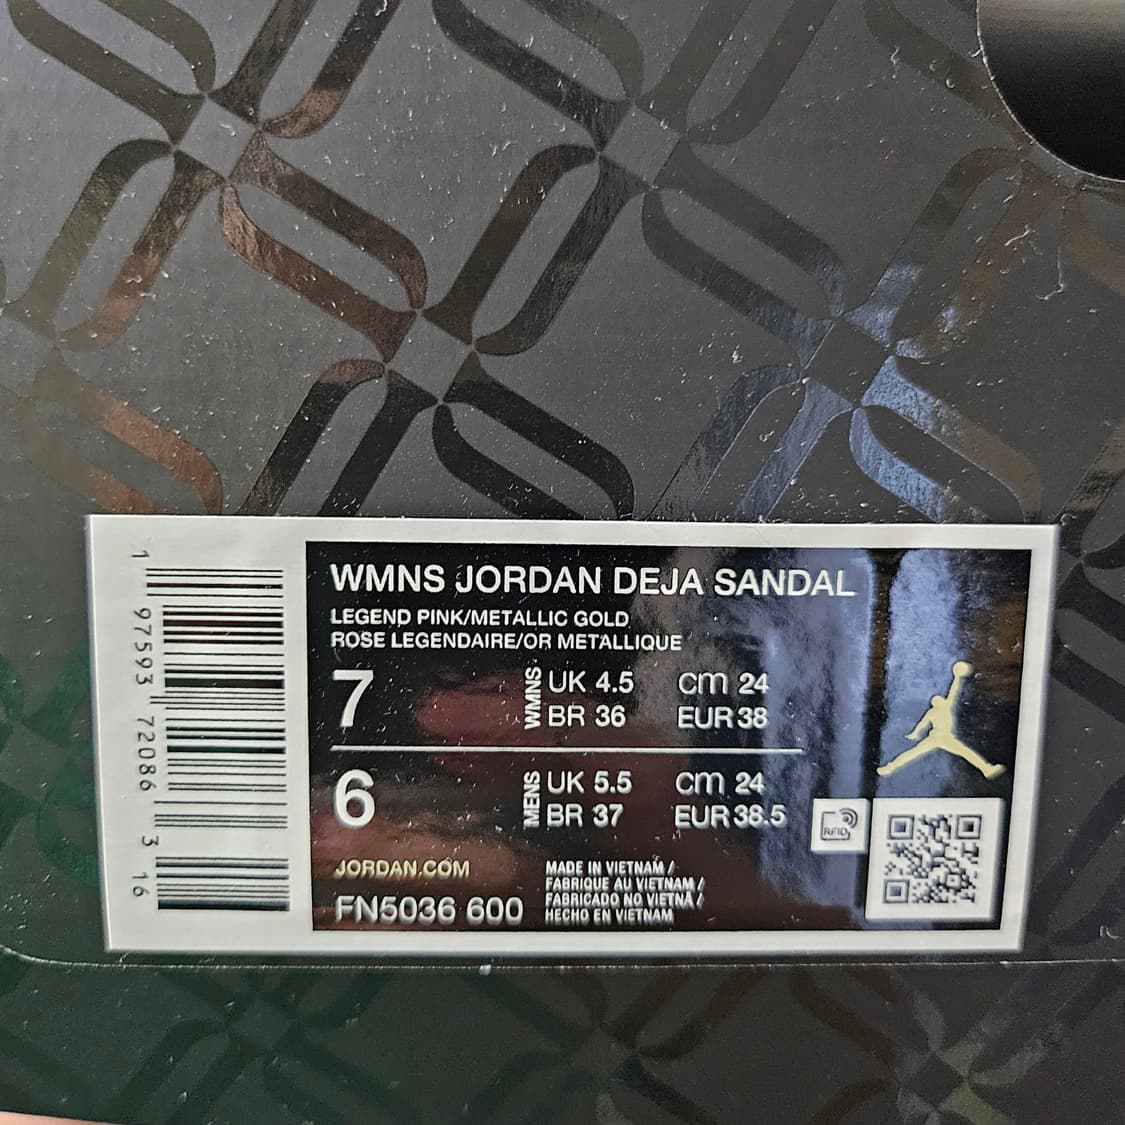 WMNS JORDAN DEJA SANDAL
LEGEND PINK/METALLIC GOLD
ROSE LEGENDAIRE/OR METALLIQUE
7 WMNS UK 4.5 cm 24
BR 36 EUR 38
6 MENS UK 5.5 cm 24
BR 37 EUR 38.5
RFID
JORDAN.COM
FN5036 600
MADE IN VIETNAM /
FABRIQUE AU VIETNAM /
FABRICADO NO VIETNÃ /
HECHO EN VIETNAM
1 97593 72086 3 16